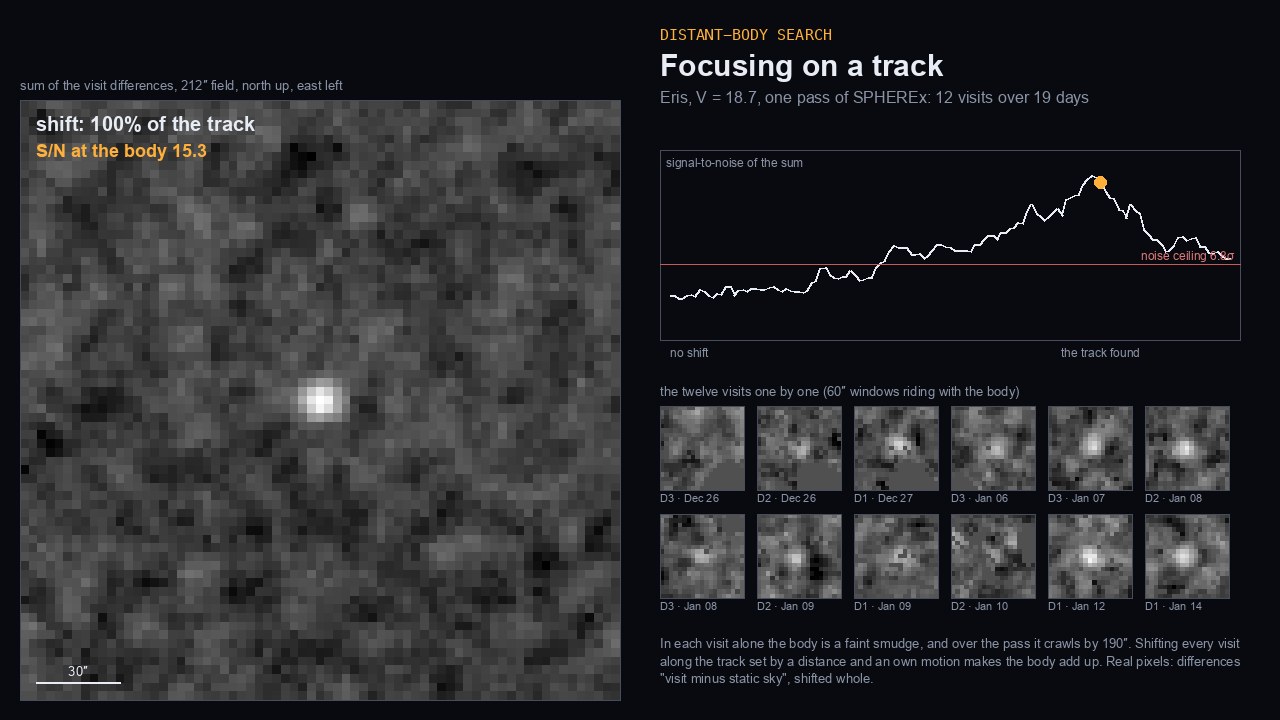 DISTANT–BODY SEARCH
Focusing on a track
Eris, V = 18.7, one pass of SPHEREx: 12 visits over 19 days
sum of the visit differences, 212″ field, north up, east left
shift: 100% of the track
S/N at the body 15.3
30″
signal-to-noise of the sum
noise ceiling 6.8σ
no shift
the track found
the twelve visits one by one (60″ windows riding with the body)
D3 · Dec 26
D2 · Dec 26
D1 · Dec 27
D3 · Jan 06
D3 · Jan 07
D2 · Jan 08
D3 · Jan 08
D2 · Jan 09
D1 · Jan 09
D2 · Jan 10
D1 · Jan 12
D1 · Jan 14
In each visit alone the body is a faint smudge, and over the pass it crawls by 190″. Shifting every visit
along the track set by a distance and an own motion makes the body add up. Real pixels: differences
"visit minus static sky", shifted whole.